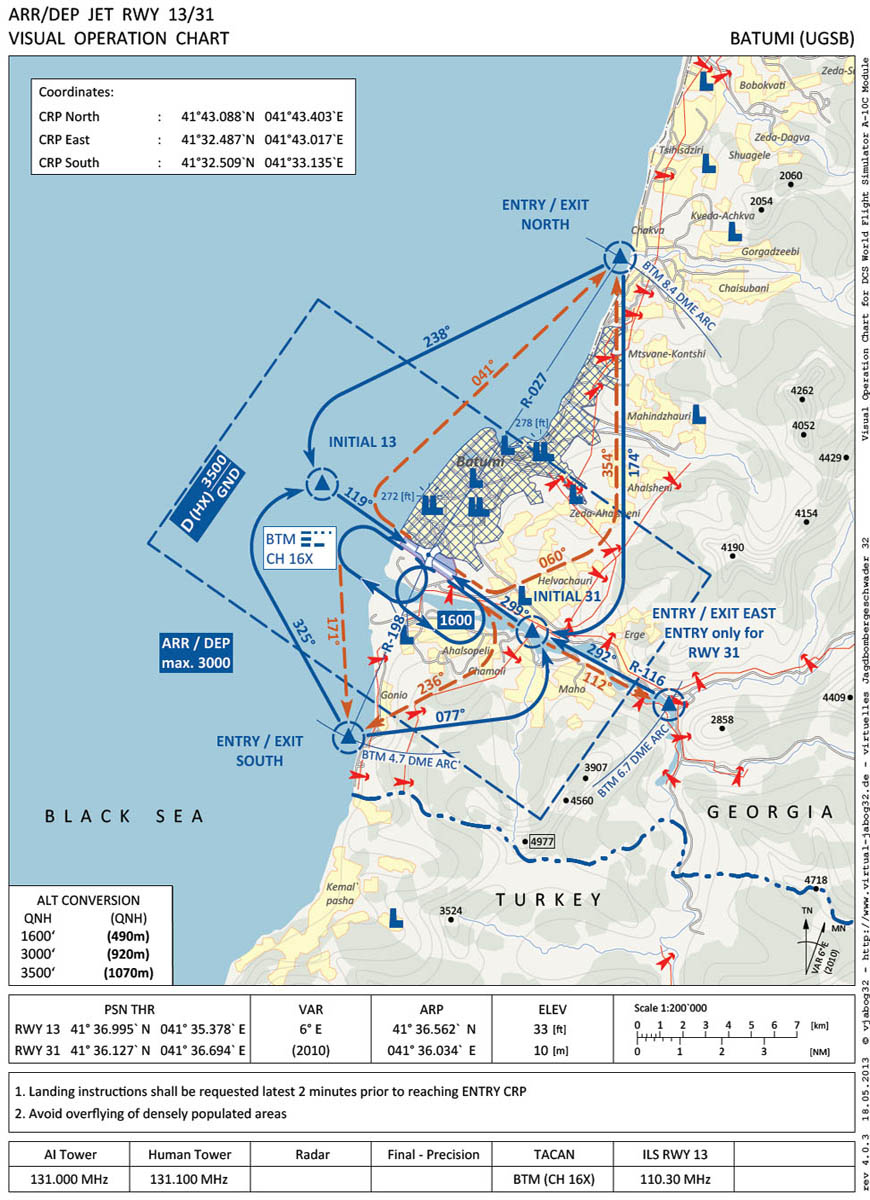 ARR/DEP JET RWY 13/31
VISUAL OPERATION CHART
BATUMI (UGSB)
Coordinates:
CRP North : 41°43.088`N 041°43.403`E
CRP East : 41°32.487`N 041°43.017`E
CRP South : 41°32.509`N 041°33.135`E
Bobokvati
Zeda-Dagva
Tsihisdziri
Shuagele
2060
2054
ENTRY / EXIT
NORTH
Kveda-Achkva
Chakva
Gorgadzeebi
BTM 8.4 DME ARC
Chaisubani
238°
041°
R-027
Mtsvane-Kontshi
4262
278 [ft]
Mahindzhauri
4052
INITIAL 13
354°
174°
4429
D(HX) 3500
GND
Batumi
119°
272 [ft]
Ahalsheni
Zeda-Ahalsheni
4154
BTM
CH 16X
060°
4190
Helvachauri
INITIAL 31
299°
1600
ENTRY / EXIT EAST
ENTRY only for
RWY 31
171°
325°
R-198
ARR / DEP
max. 3000
Erge
292°
R-116
Ahalsopeli
Chamoli
236°
112°
Maho
Gonio
4409
077°
2858
ENTRY / EXIT
SOUTH
BTM 4.7 DME ARC
BTM 6.7 DME ARC
3907
4560
BLACK SEA
GEORGIA
4977
4718
Kemal'
pasha
TURKEY
3524
TN
MN
VAR 6°E
(2010)
ALT CONVERSION
QNH (QNH)
1600‘ (490m)
3000‘ (920m)
3500‘ (1070m)
PSN THR VAR ARP ELEV Scale 1:200`000
RWY 13 41° 36.995` N 041° 35.378` E 6° E 41° 36.562` N 33 [ft]
RWY 31 41° 36.127` N 041° 36.694` E (2010) 041° 36.034` E 10 [m]
0 1 2 3 4 5 6 7 [km]
0 1 2 3 [NM]
1. Landing instructions shall be requested latest 2 minutes prior to reaching ENTRY CRP
2. Avoid overflying of densely populated areas
AI Tower Human Tower Radar Final - Precision TACAN ILS RWY 13
131.000 MHz 131.100 MHz BTM (CH 16X) 110.30 MHz
rev 4.0.3 18.05.2013 © vjabog32 - http://www.virtual-jabog32.de - virtuelles Jagdbombergeschwader 32
Visual Operation Chart for DCS World Flight Simulator A-10C Module